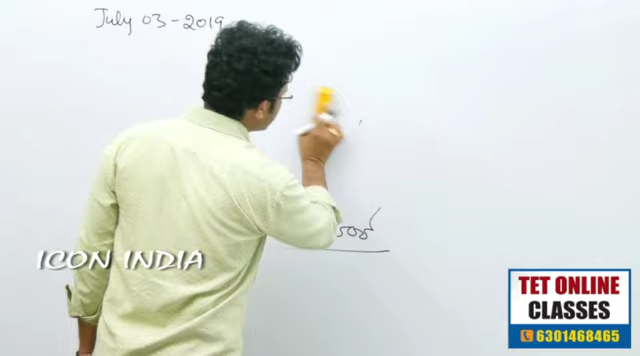 July 03-2019
ICON INDIA
TET ONLINE
CLASSES
6301468465